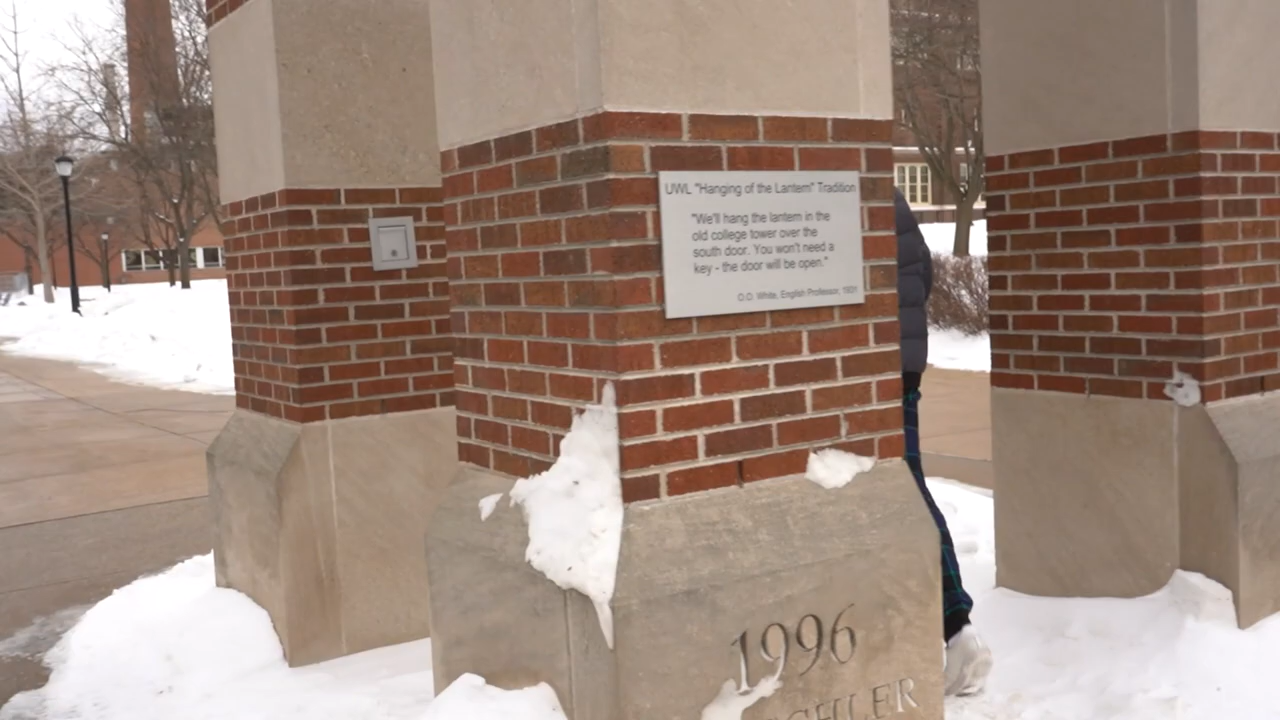 UWL "Hanging of the Lantern" Tradition
"We'll hang the lantern in the
old college tower over the
south door. You won't need a
key - the door will be open."
O.O. White, English Professor, 1931
1996